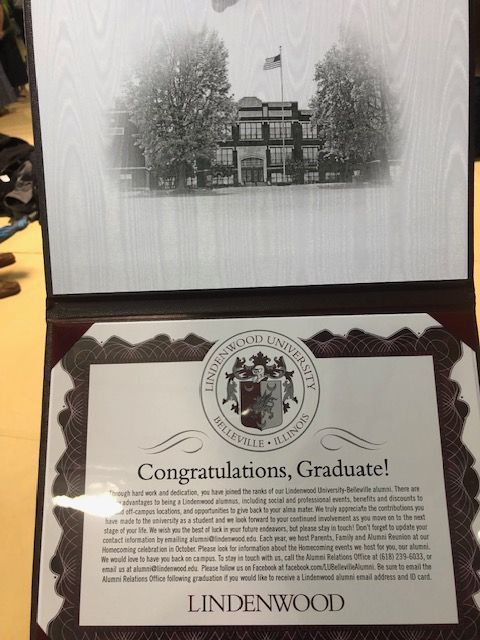 LINDENWOOD UNIVERSITY
BELLEVILLE • ILLINOIS
Congratulations, Graduate!
Through hard work and dedication, you have joined the ranks of our Lindenwood University-Belleville alumni. There are
advantages to being a Lindenwood alumnus, including social and professional events, benefits and discounts to
off-campus locations, and opportunities to give back to your alma mater. We truly appreciate the contributions you
have made to the university as a student and we look forward to your continued involvement as you move on to the next
stage of your life. We wish you the best of luck in your future endeavors, but please stay in touch! Don't forget to update your
contact information by emailing alumni@lindenwood.edu. Each year, we host Parents, Family and Alumni Reunion at our
Homecoming celebration in October. Please look for information about the Homecoming events we host for you, our alumni.
We would love to have you back on campus. To stay in touch, call the Alumni Relations Office at (618) 239-6033, or
email us at alumni@lindenwood.edu. Please follow us on Facebook at facebook.com/LUBellevilleAlumni. Be sure to email the
Alumni Relations Office following graduation if you would like to receive a Lindenwood alumni email address and ID card.
LINDENWOOD